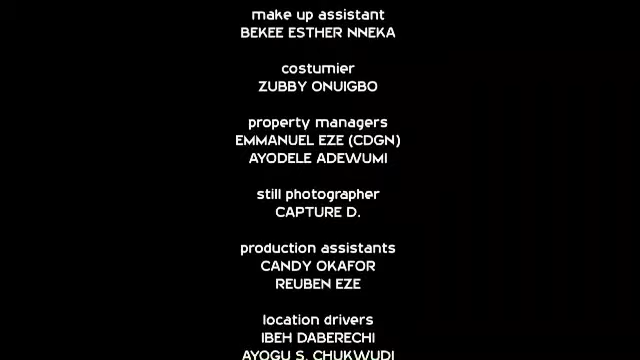 make up assistant
BEKEE ESTHER NNEKA
costumier
ZUBBY ONUIGBO
property managers
EMMANUEL EZE (CDGN)
AYODELE ADEWUMI
still photographer
CAPTURE D.
production assistants
CANDY OKAFOR
REUBEN EZE
location drivers
IBEH DABERECHI
AYOGU S. CHUKWUDI